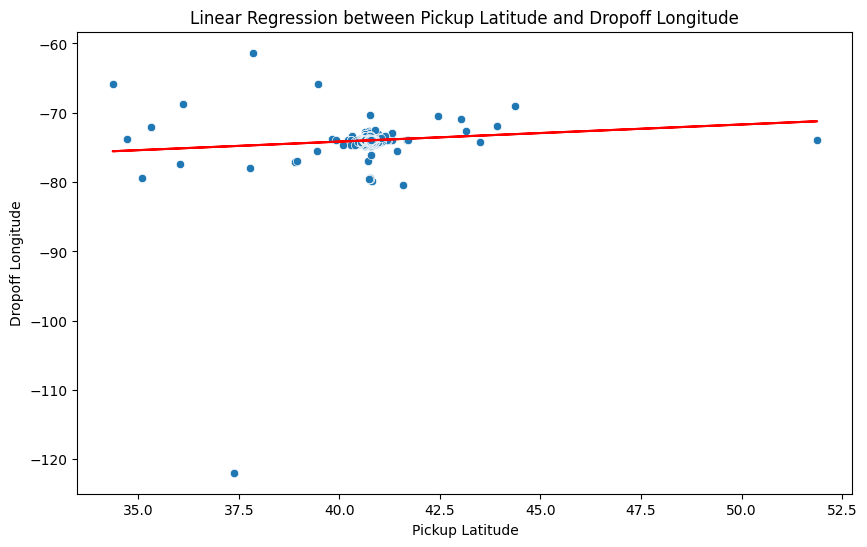 Linear Regression between Pickup Latitude and Dropoff Longitude
−60
−70
−80
−90
−100
−110
−120
Dropoff Longitude
35.0 37.5 40.0 42.5 45.0 47.5 50.0 52.5
Pickup Latitude